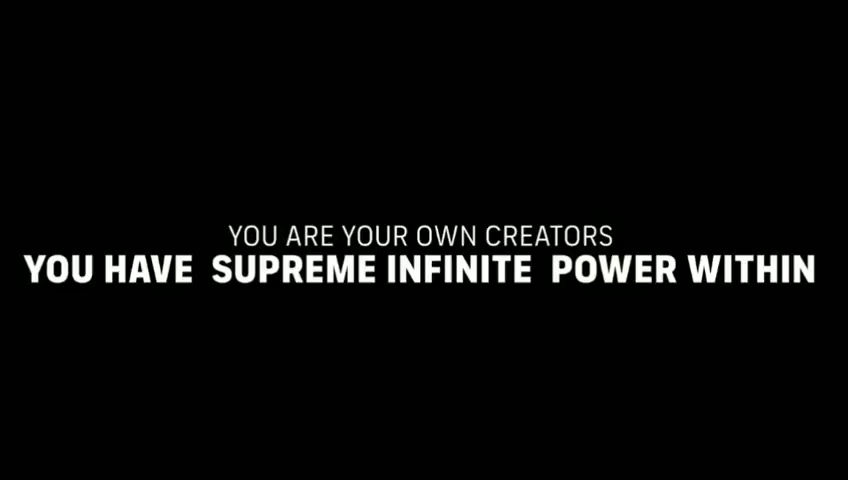 YOU ARE YOUR OWN CREATORS
YOU HAVE  SUPREME INFINITE  POWER WITHIN